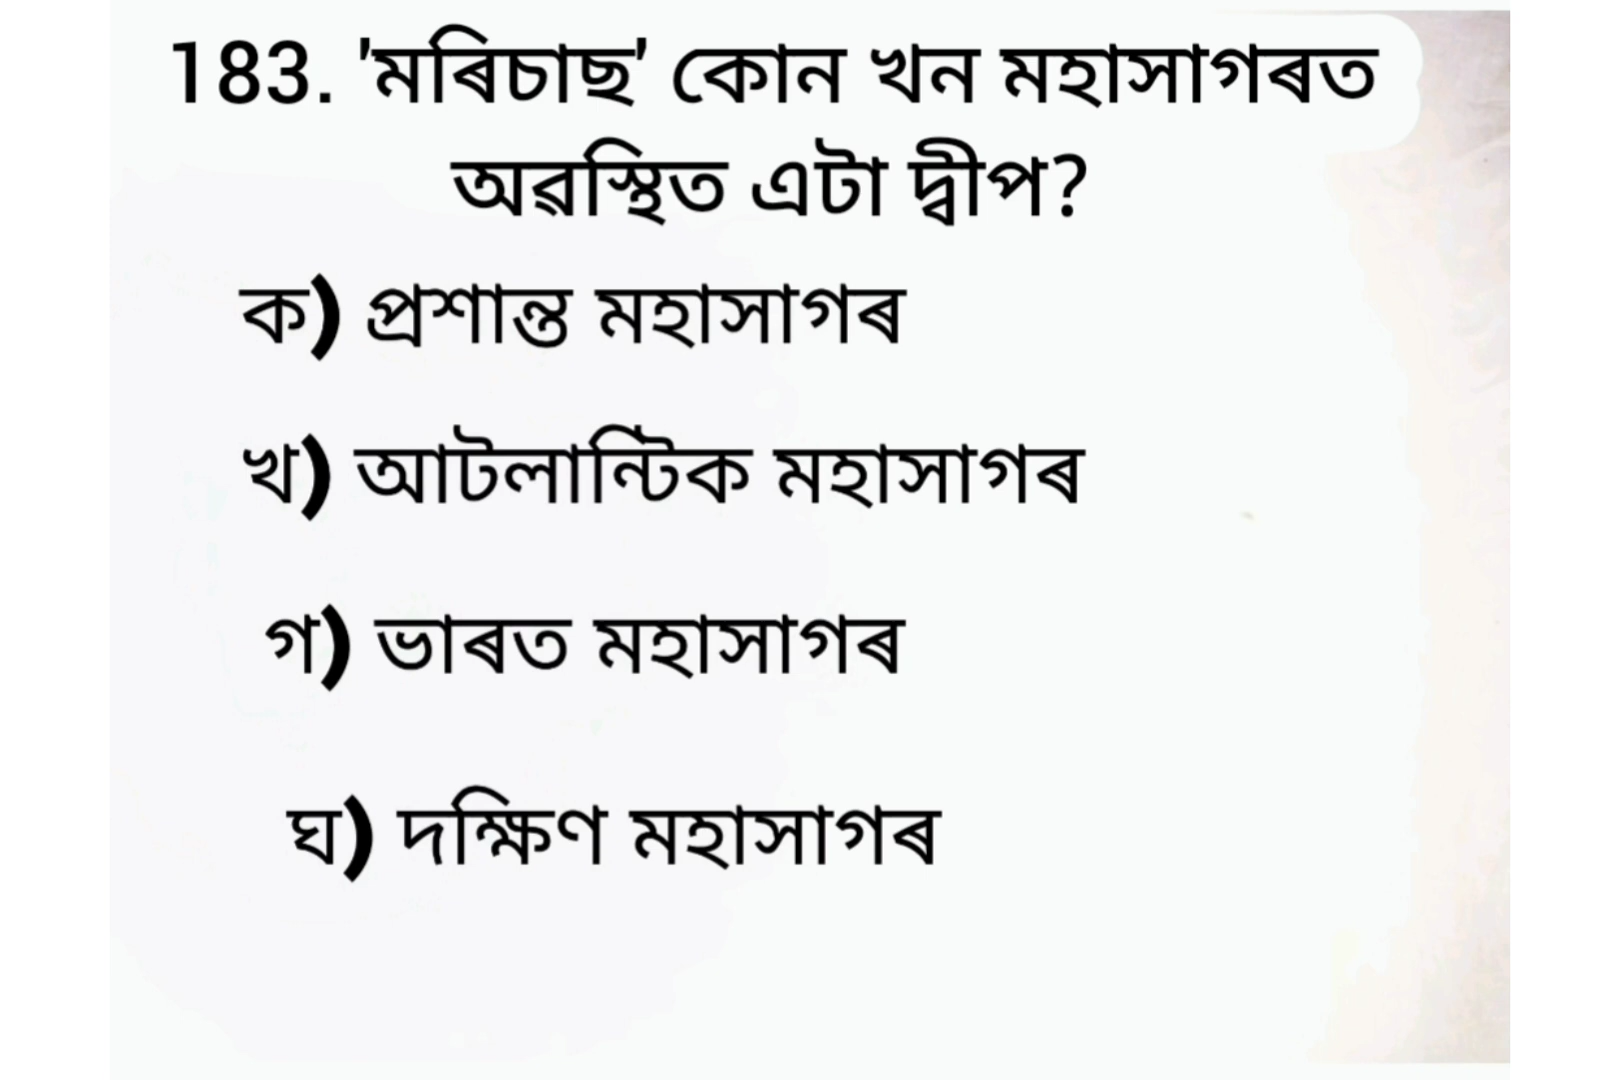 183. 'মৰিচাছ' কোন খন মহাসাগৰত
অৱস্থিত এটা দ্বীপ?
ক) প্ৰশান্ত মহাসাগৰ
খ) আটলান্টিক মহাসাগৰ
গ) ভাৰত মহাসাগৰ
ঘ) দক্ষিণ মহাসাগৰ